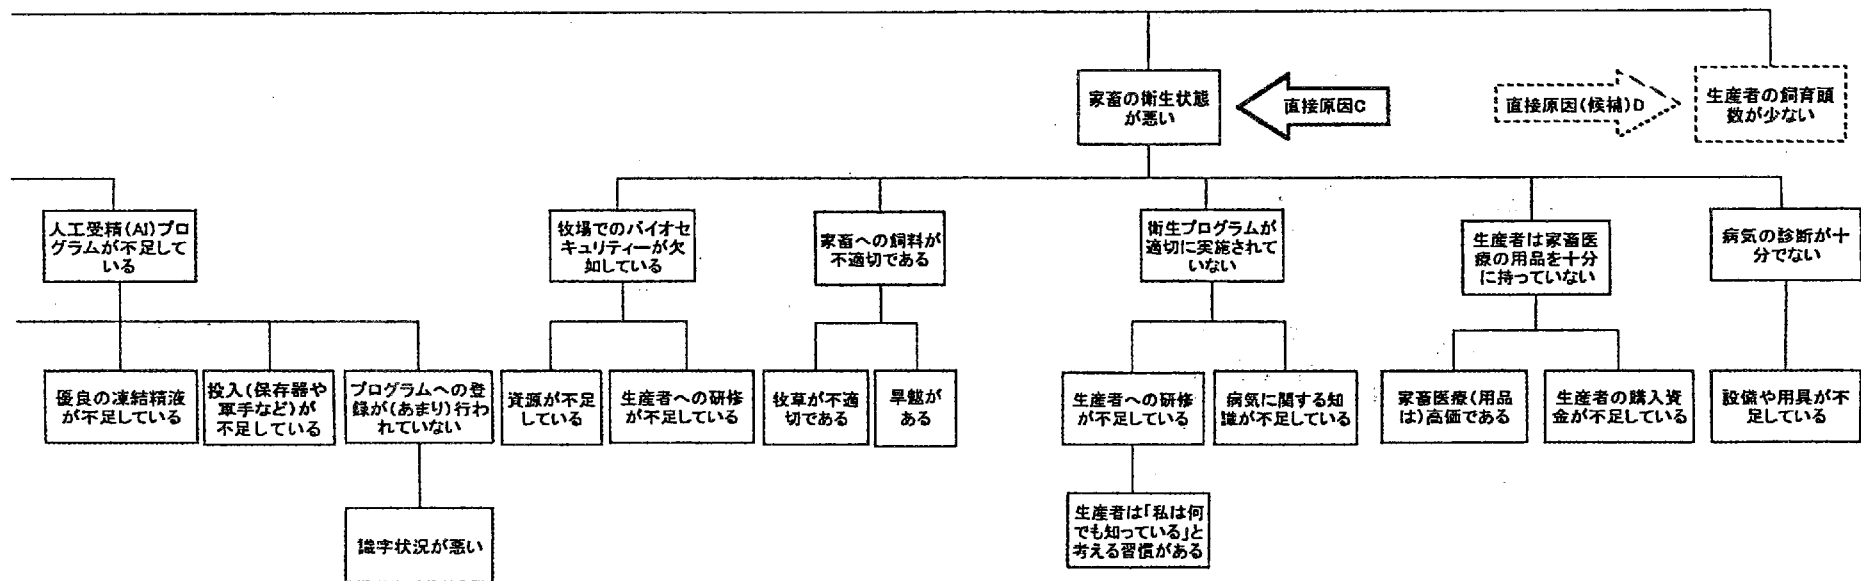 家畜の衛生状態
が悪い
直接原因C
直接原因(候補)D
生産者の飼育頭
数が少ない
人工受精(AI)プロ
グラムが不足して
いる
牧場でのバイオセ
キュリティーが欠
如している
家畜への飼料が
不適切である
衛生プログラムが
適切に実施されて
いない
生産者は家畜医
療の用品を十分
に持っていない
病気の診断が十
分でない
優良の凍結精液
が不足している
投入(保存器や
軍手など)が
不足している
プログラムへの登
録が(あまり)行わ
れていない
資源が不足
している
生産者への研修
が不足している
牧草が不適
切である
旱魃が
ある
生産者への研修
が不足している
病気に関する知
識が不足している
家畜医療(用品
は)高価である
生産者の購入資
金が不足している
設備や用具が不
足している
識字状況が悪い
生産者は「私は何
でも知っている」と
考える習慣がある